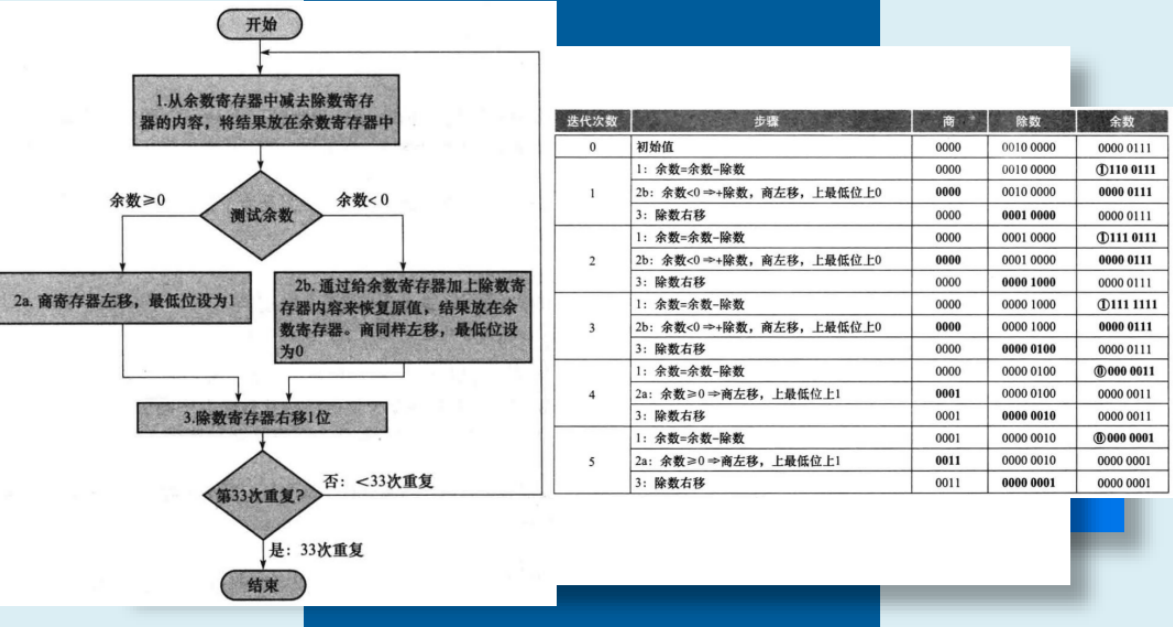 开始
1.从余数寄存器中减去除数寄存
器的内容，将结果放在余数寄存器中
余数≥0
余数<0
测试余数
2a. 商寄存器左移，最低位设为1
2b. 通过给余数寄存器加上除数寄
存器内容来恢复原值，结果放在余
数寄存器。商同样左移，最低位设
为0
3.除数寄存器右移1位
第33次重复?
否：<33次重复
是：33次重复
结束
迭代次数 步骤 商 除数 余数
0 初始值 0000 0010 0000 0000 0111
1 1：余数=余数-除数 0000 0010 0000 ①110 0111
2b：余数<0⇒+除数，商左移，上最低位上0 0000 0010 0000 0000 0111
3：除数右移 0000 0001 0000 0000 0111
2 1：余数=余数-除数 0000 0001 0000 ①111 0111
2b：余数<0⇒+除数，商左移，上最低位上0 0000 0001 0000 0000 0111
3：除数右移 0000 0000 1000 0000 0111
3 1：余数=余数-除数 0000 0000 1000 ①111 1111
2b：余数<0⇒+除数，商左移，上最低位上0 0000 0000 1000 0000 0111
3：除数右移 0000 0000 0100 0000 0111
4 1：余数=余数-除数 0000 0000 0100 ⓪000 0011
2a：余数≥0⇒商左移，上最低位上1 0001 0000 0100 0000 0011
3：除数右移 0001 0000 0010 0000 0011
5 1：余数=余数-除数 0001 0000 0010 ⓪000 0001
2a：余数≥0⇒商左移，上最低位上1 0011 0000 0010 0000 0001
3：除数右移 0011 0000 0001 0000 0001